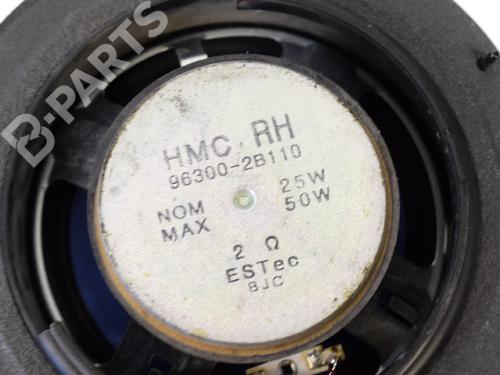 B-PARTS
HMC RH
96300-2B110
NOM 25W
MAX 50W
2 Ω
ESTec
BJC